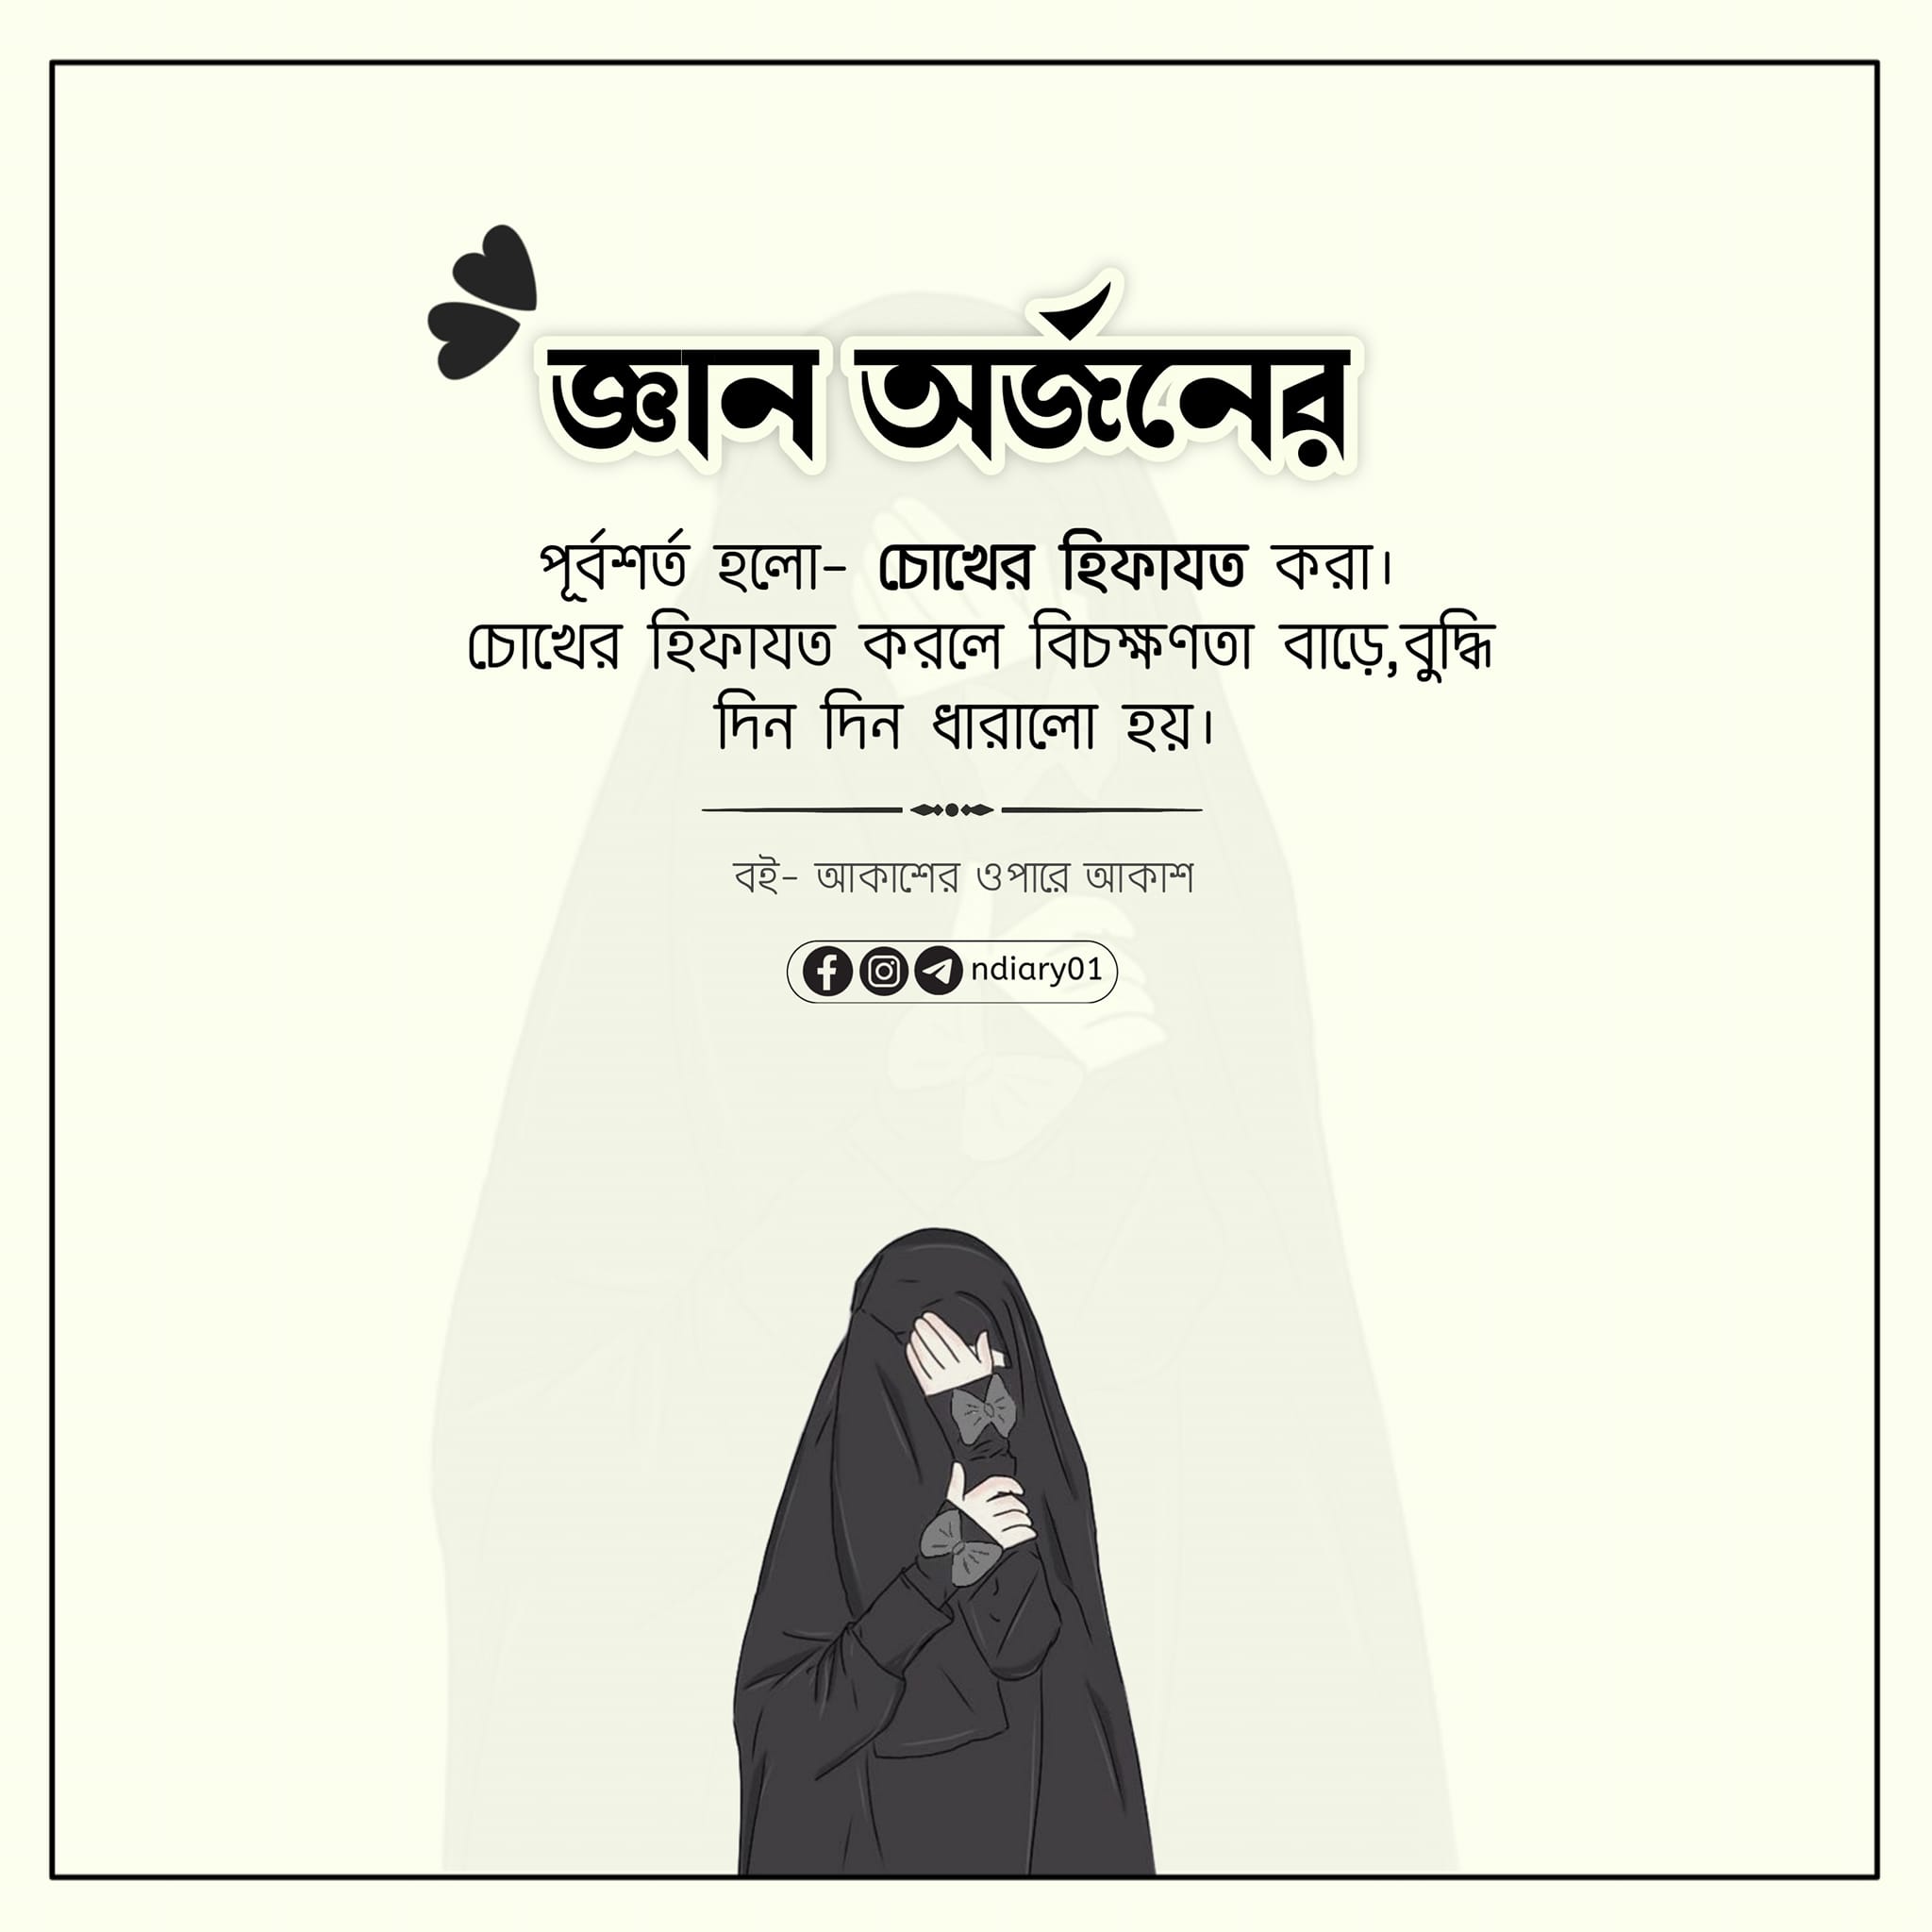 জ্ঞান অর্জনের
পূর্বশর্ত হলো- চোখের হিফাযত করা।
চোখের হিফাযত করলে বিচক্ষণতা বাড়ে,বুদ্ধি
দিন দিন ধারালো হয়।
বই- আকাশের ওপারে আকাশ
ndiary01